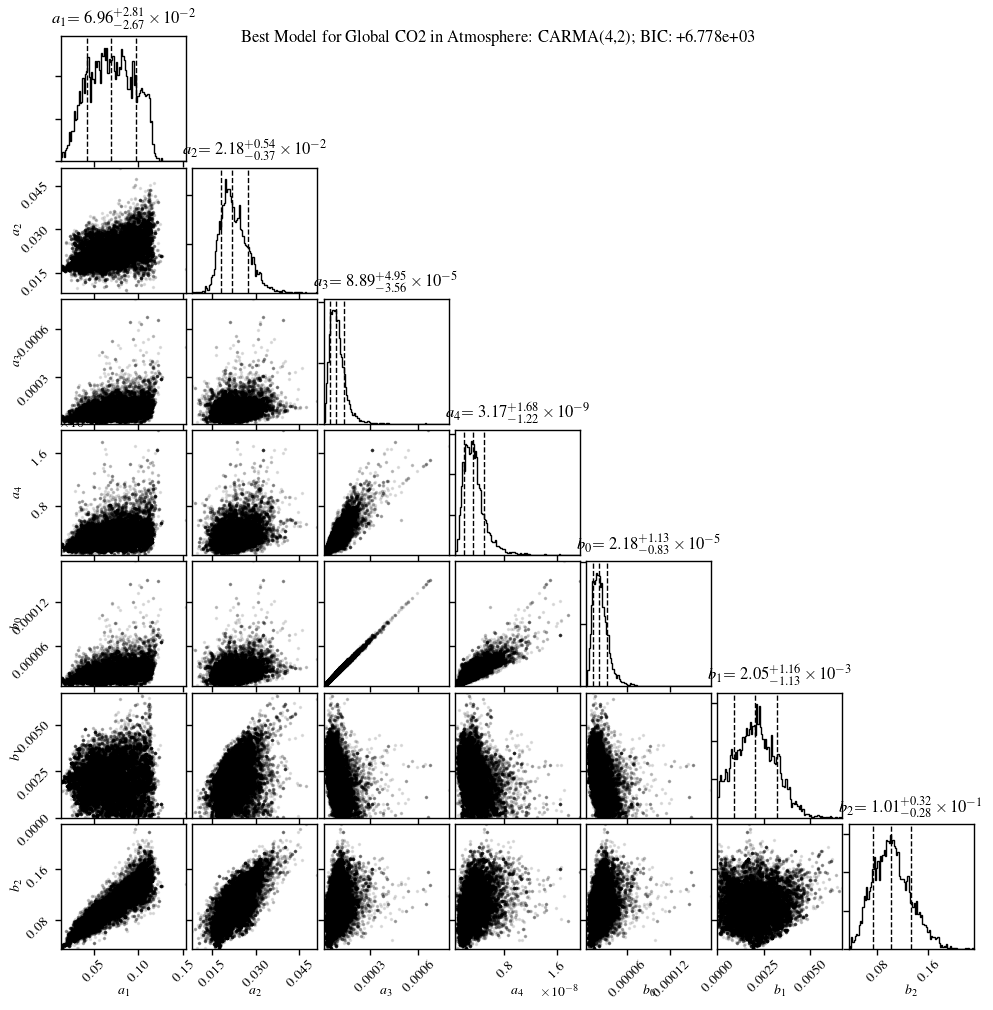 a₁ = 6.96⁺²·⁸¹₋₂.₆₇ × 10⁻²
Best Model for Global CO2 in Atmosphere: CARMA(4,2); BIC: +6.778e+03
a₂ = 2.18⁺⁰·⁵⁴₋₀.₃₇ × 10⁻²
0.045
0.030
0.015
a₂
a₃ = 8.89⁺⁴·⁹⁵₋₃.₅₆ × 10⁻⁵
0.0006
0.0003
a₃
a₄ = 3.17⁺¹·⁶⁸₋₁.₂₂ × 10⁻⁹
1.6
0.8
a₄
b₀ = 2.18⁺¹·¹³₋₀.₈₃ × 10⁻⁵
0.00012
0.00006
b₁ = 2.05⁺¹·¹⁶₋₁.₁₃ × 10⁻³
0.0050
0.0025
0.0000
b₁
b₂ = 1.01⁺⁰·³²₋₀.₂₈ × 10⁻¹
0.16
0.08
b₂
0.05 0.10 0.15 0.015 0.030 0.045 0.0003 0.0006 0.8 1.6 0.00006 0.00012 0.0000 0.0025 0.0050 0.08 0.16
a₁ a₂ a₃ a₄ ×10⁻⁸ b₀ b₁ b₂